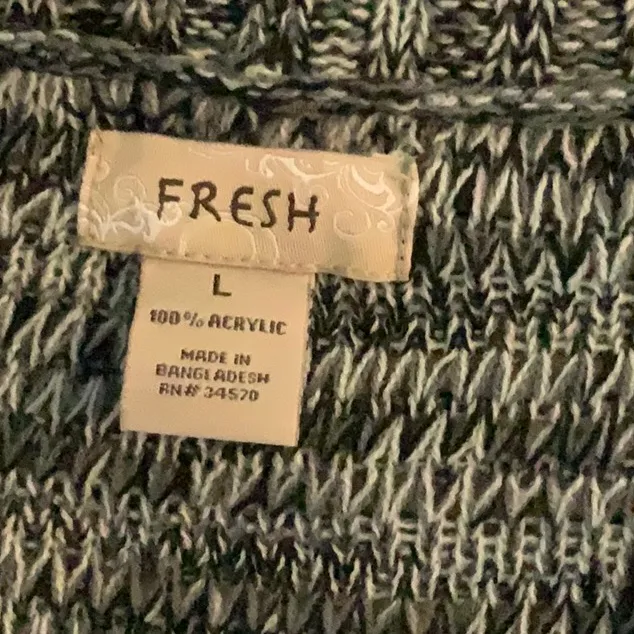 FRESH
L
100% ACRYLIC
MADE IN
BANGLADESH
RN# 34570